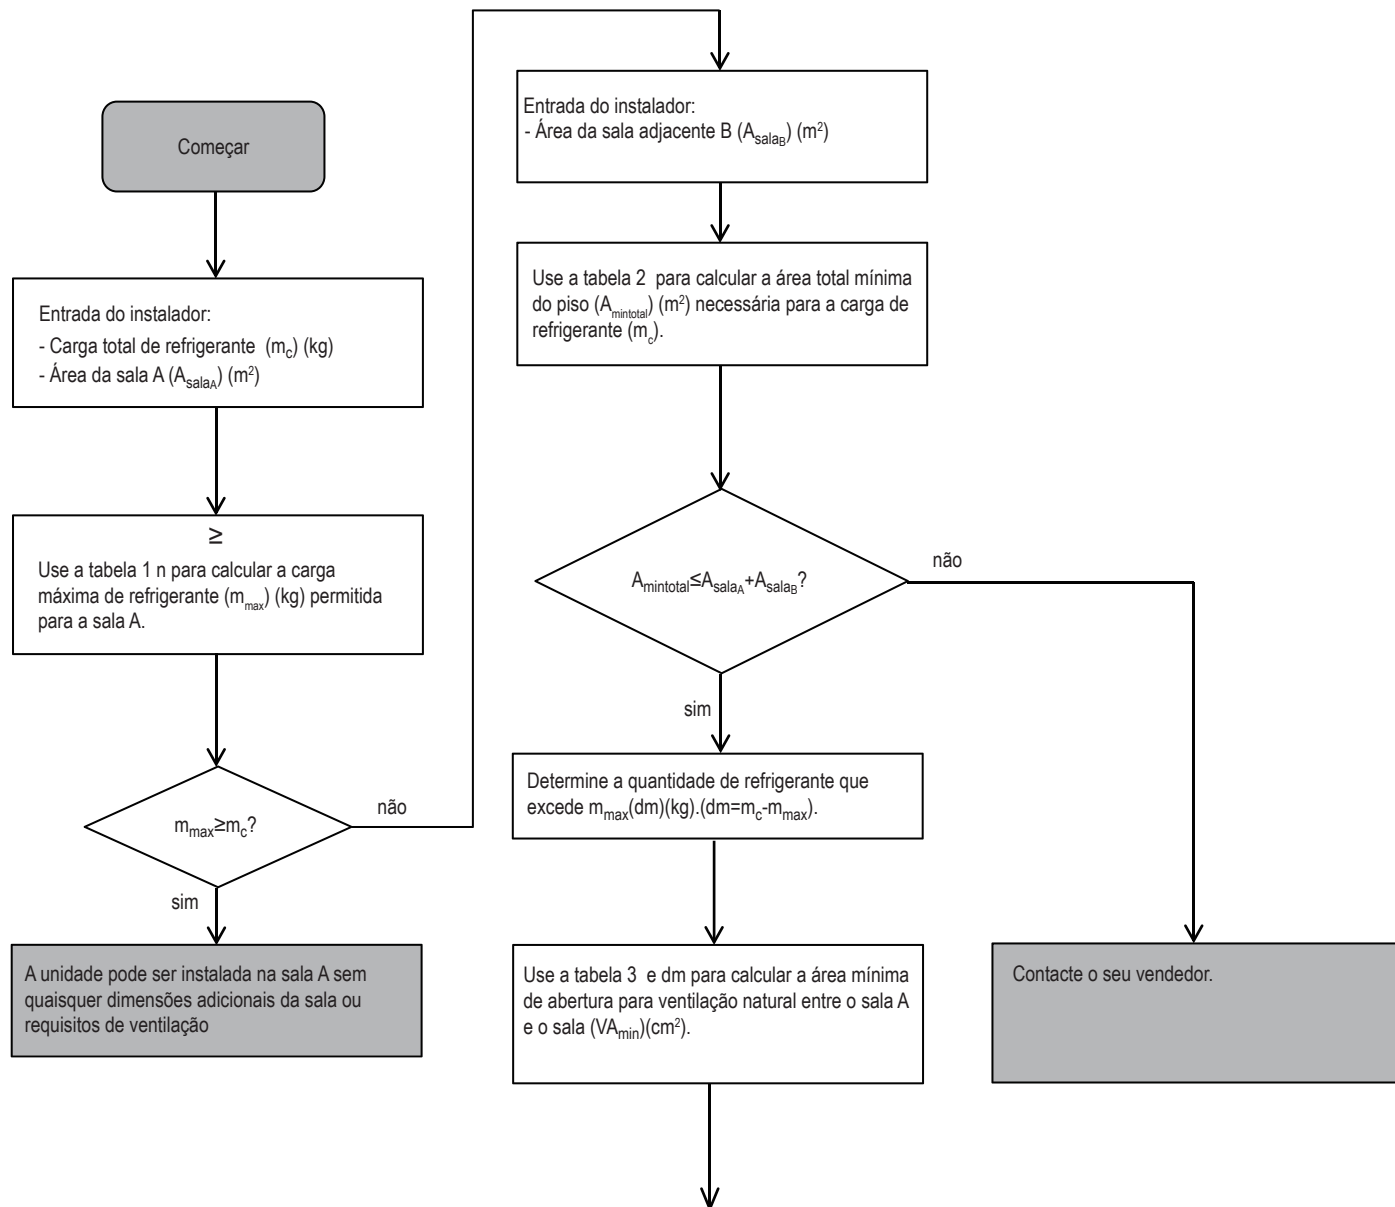 Começar
Entrada do instalador:
- Carga total de refrigerante (mc) (kg)
- Área da sala A (AsalaA) (m²)
≥
Use a tabela 1 n para calcular a carga
máxima de refrigerante (mmax) (kg) permitida
para a sala A.
mmax≥mc?
não
sim
A unidade pode ser instalada na sala A sem
quaisquer dimensões adicionais da sala ou
requisitos de ventilação
Entrada do instalador:
- Área da sala adjacente B (AsalaB) (m²)
Use a tabela 2 para calcular a área total mínima
do piso (Amintotal) (m²) necessária para a carga de
refrigerante (mc).
Amintotal≤AsalaA+AsalaB?
não
sim
Determine a quantidade de refrigerante que
excede mmax(dm)(kg).(dm=mc-mmax).
Use a tabela 3 e dm para calcular a área mínima
de abertura para ventilação natural entre o sala A
e o sala (VAmin)(cm²).
Contacte o seu vendedor.